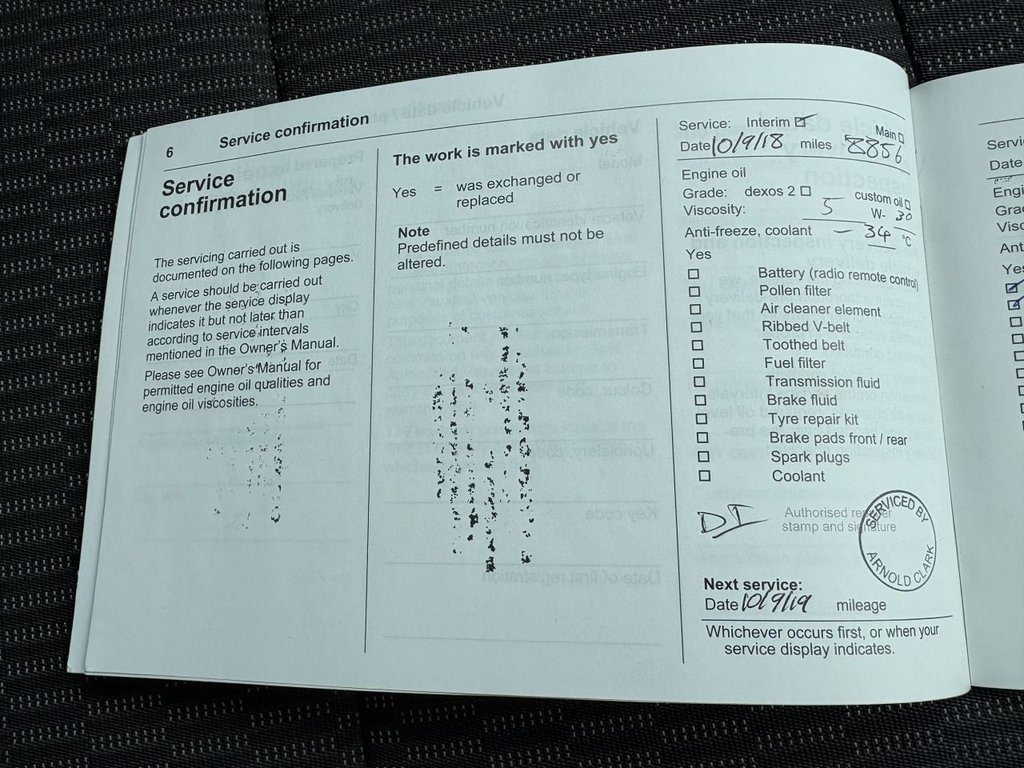 6
Service confirmation
Service
confirmation
The servicing carried out is
documented on the following pages.
A service should be carried out
whenever the service display
indicates it but not later than
according to service intervals
mentioned in the Owner's Manual.
Please see Owner's Manual for
permitted engine oil qualities and
engine oil viscosities.
The work is marked with yes
Yes = was exchanged or
replaced
Note
Predefined details must not be
altered.
Service: Interim ☑ Main ☐
Date 10/9/18 miles 8856
Engine oil
Grade: dexos 2 ☐ custom oil ☐
Viscosity: 5 W- 30
Anti-freeze, coolant - 34 °C
Yes
☐ Battery (radio remote control)
☐ Pollen filter
☐ Air cleaner element
☐ Ribbed V-belt
☐ Toothed belt
☐ Fuel filter
☐ Transmission fluid
☐ Brake fluid
☐ Tyre repair kit
☐ Brake pads front / rear
☐ Spark plugs
☐ Coolant
DI
Authorised repairer
stamp and signature
SERVICED BY
ARNOLD CLARK
Next service:
Date 10/9/19 mileage
Whichever occurs first, or when your
service display indicates.